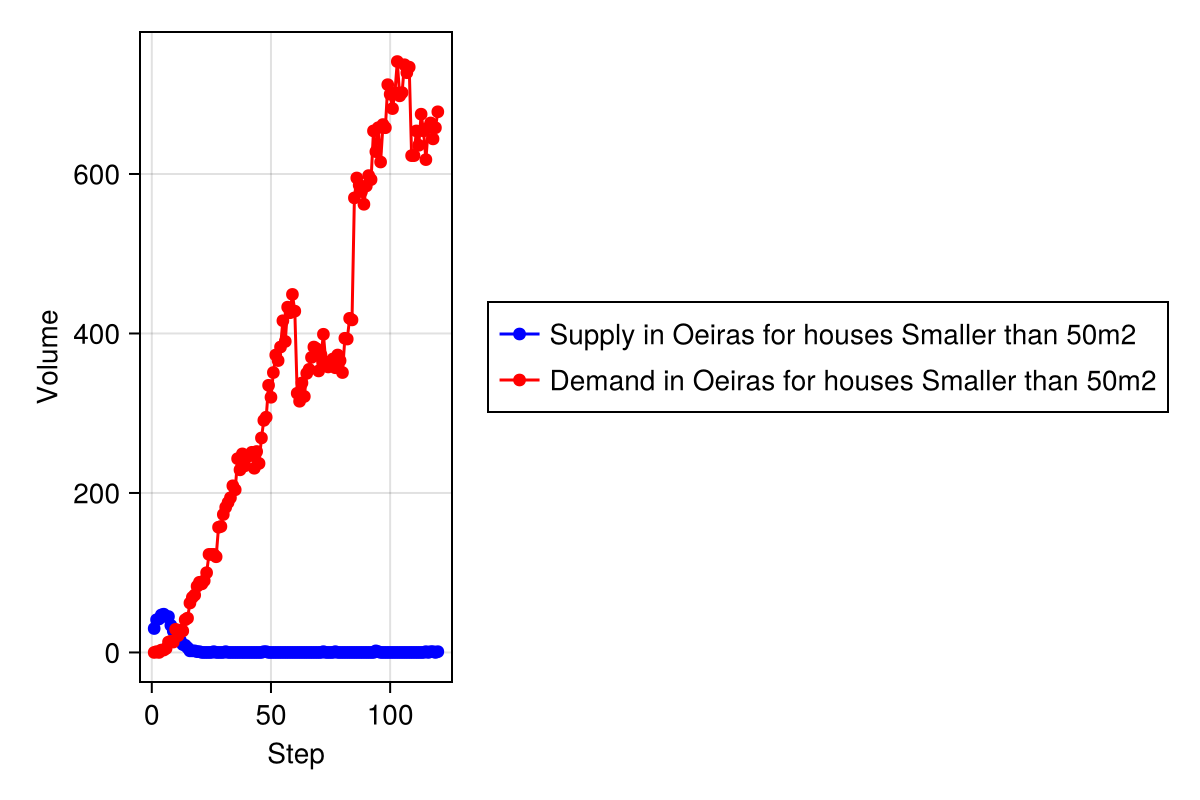 Volume
600
400
200
0
0 50 100
Step
Supply in Oeiras for houses Smaller than 50m2
Demand in Oeiras for houses Smaller than 50m2